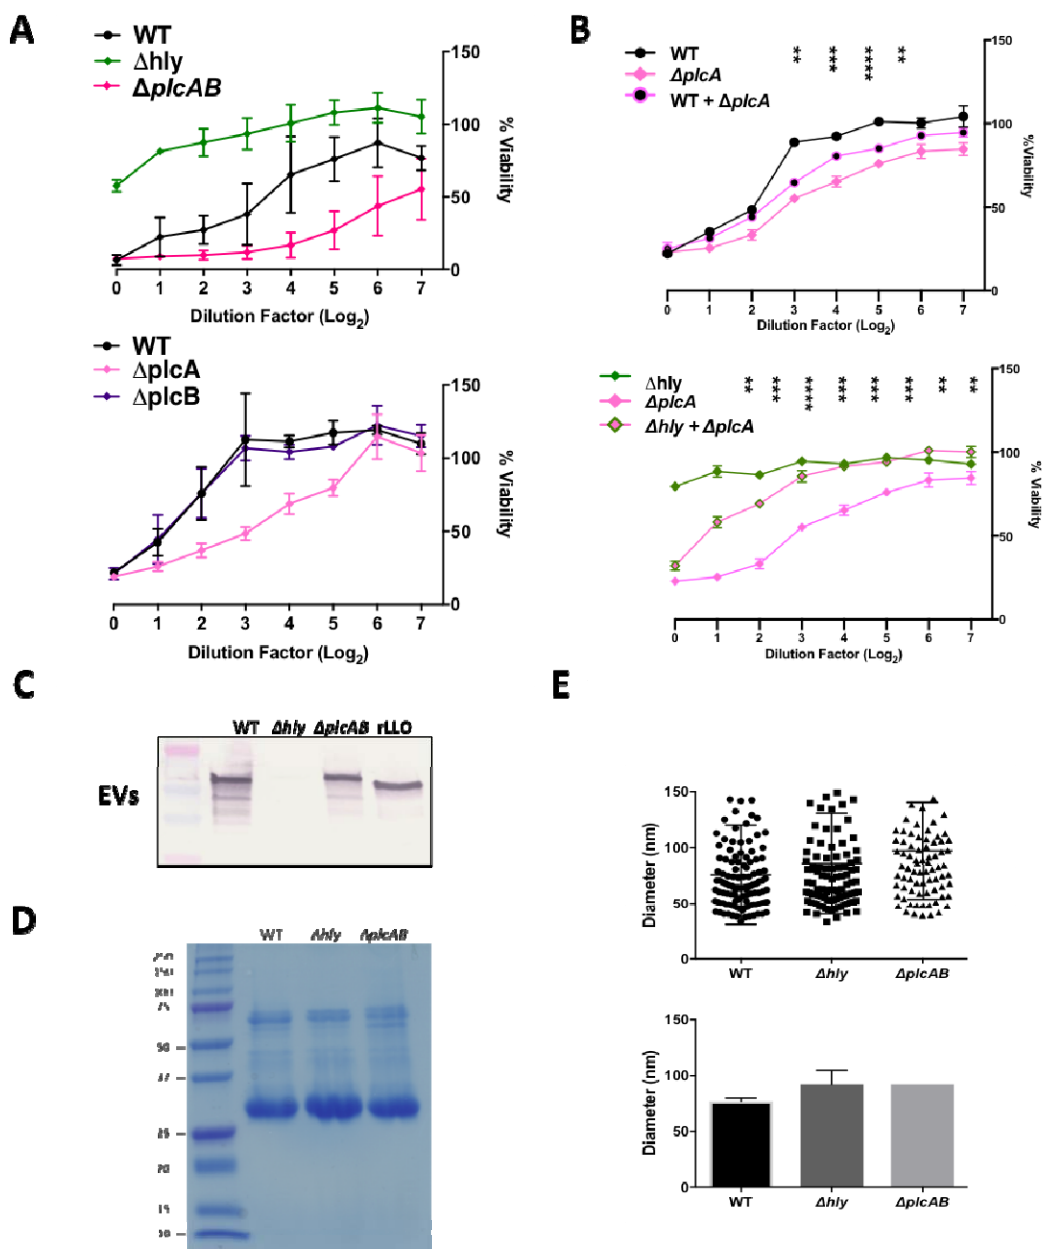 A
WT
Δhly
ΔplcAB
150
100
50
0
% Viability
0 1 2 3 4 5 6 7
Dilution Factor (Log2)
WT
ΔplcA
ΔplcB
150
100
50
0
% Viability
0 1 2 3 4 5 6 7
Dilution Factor (Log2)
B
WT
ΔplcA
WT + ΔplcA
** *** **** **
150
100
50
0
% Viability
0 1 2 3 4 5 6 7
Dilution Factor (Log2)
Δhly
ΔplcA
Δhly + ΔplcA
** *** **** *** *** *** ** **
150
100
50
0
% Viability
0 1 2 3 4 5 6 7
Dilution Factor (Log2)
C
WT Δhly ΔplcAB rLLO
EVs
D
WT Δhly ΔplcAB
75
50
37
25
20
15
10
E
150
100
50
0
Diameter (nm)
WT Δhly ΔplcAB
150
100
50
0
Diameter (nm)
WT Δhly ΔplcAB